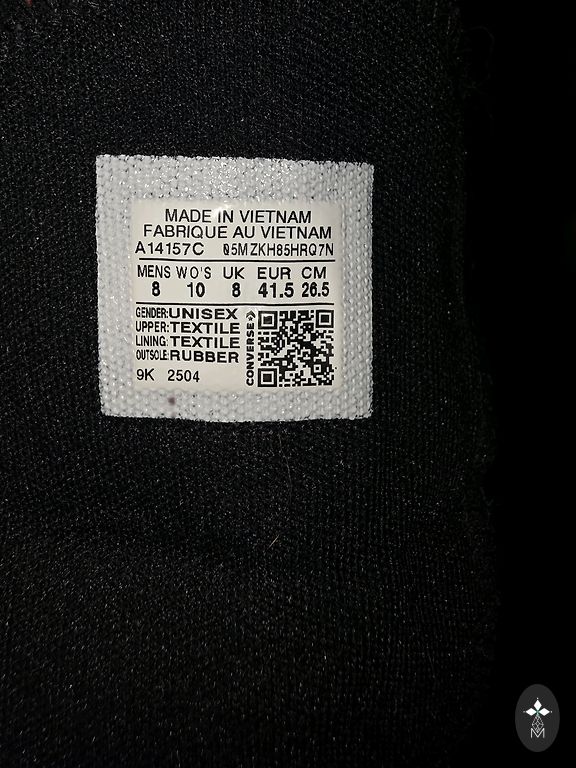 MADE IN VIETNAM
FABRIQUE AU VIETNAM
A14157C 05MZKH85HRQ7N
MENS WO'S UK EUR CM
8 10 8 41.5 26.5
GENDER:UNISEX
UPPER:TEXTILE
LINING:TEXTILE
OUTSOLE:RUBBER
CONVERSE
9K 2504
M